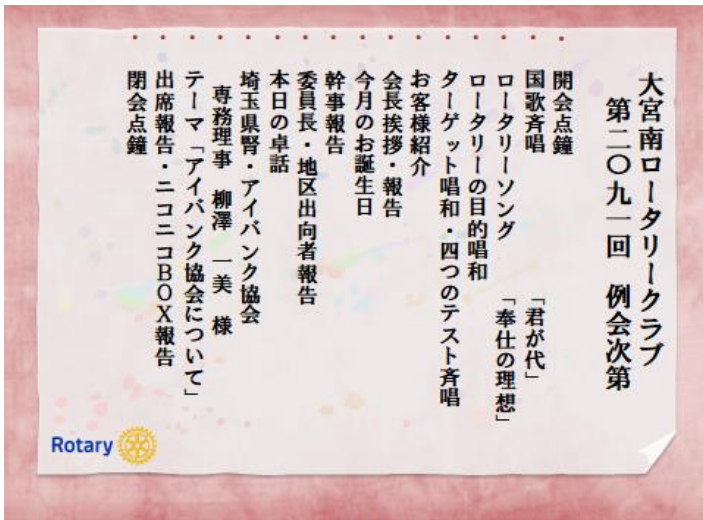 大宮南ロータリークラブ
第二〇九一回　例会次第
開会点鐘
国歌斉唱　「君が代」
ロータリーソング　「奉仕の理想」
ロータリーの目的唱和
ターゲット唱和・四つのテスト斉唱
お客様紹介
会長挨拶・報告
今月のお誕生日
幹事報告
委員長・地区出向者報告
本日の卓話
埼玉県腎・アイバンク協会
専務理事　柳澤　一美　様
テーマ「アイバンク協会について」
出席報告・ニコニコBOX報告
閉会点鐘
Rotary